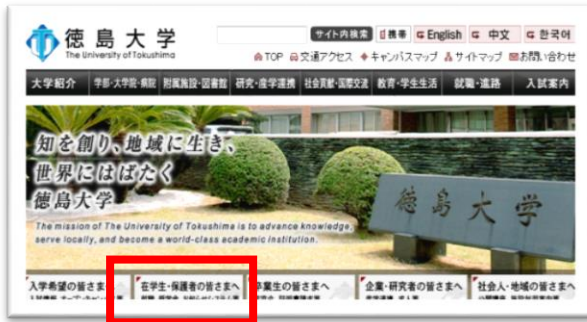 徳島大学
The University of Tokushima
サイト内検索 携帯 English 中文 한국어
TOP 交通アクセス キャンパスマップ サイトマップ お問い合わせ
大学紹介 学部・大学院・病院 附属施設・図書館 研究・産学連携 社会貢献・国際交流 教育・学生生活 就職・進路 入試案内
知を創り、地域に生き、
世界にはばたく
徳島大学
徳島大学
The mission of The University of Tokushima is to advance knowledge,
serve locally, and become a world-class academic institution.
入学希望の皆さまへ 在学生・保護者の皆さまへ 卒業生の皆さまへ 企業・研究者の皆さまへ 社会人・地域の皆さまへ